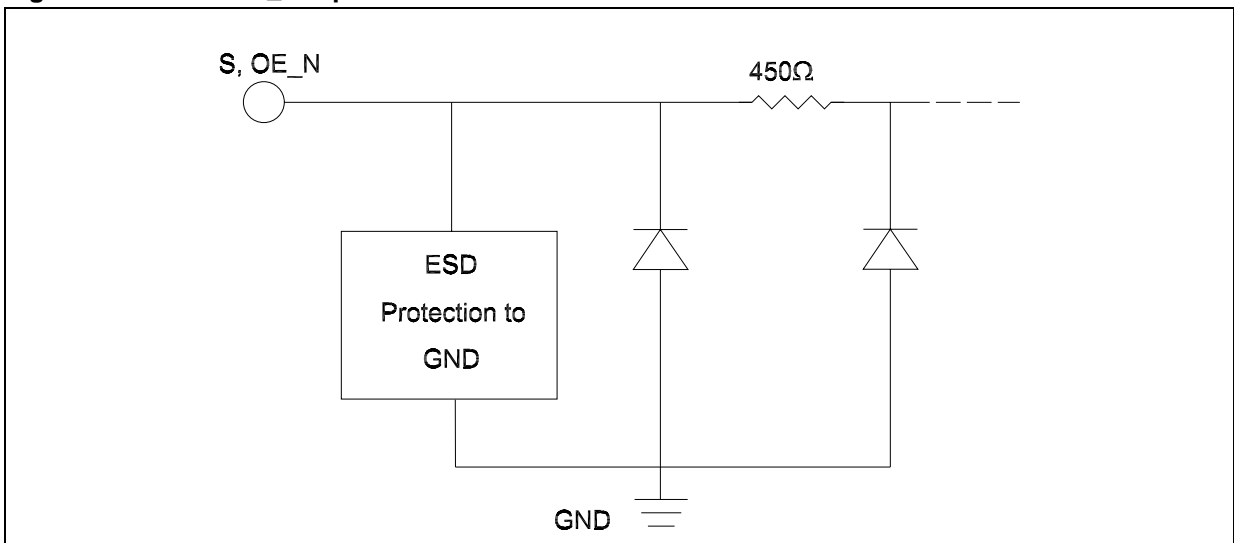 S, OE_N
450Ω
ESD
Protection to
GND
GND